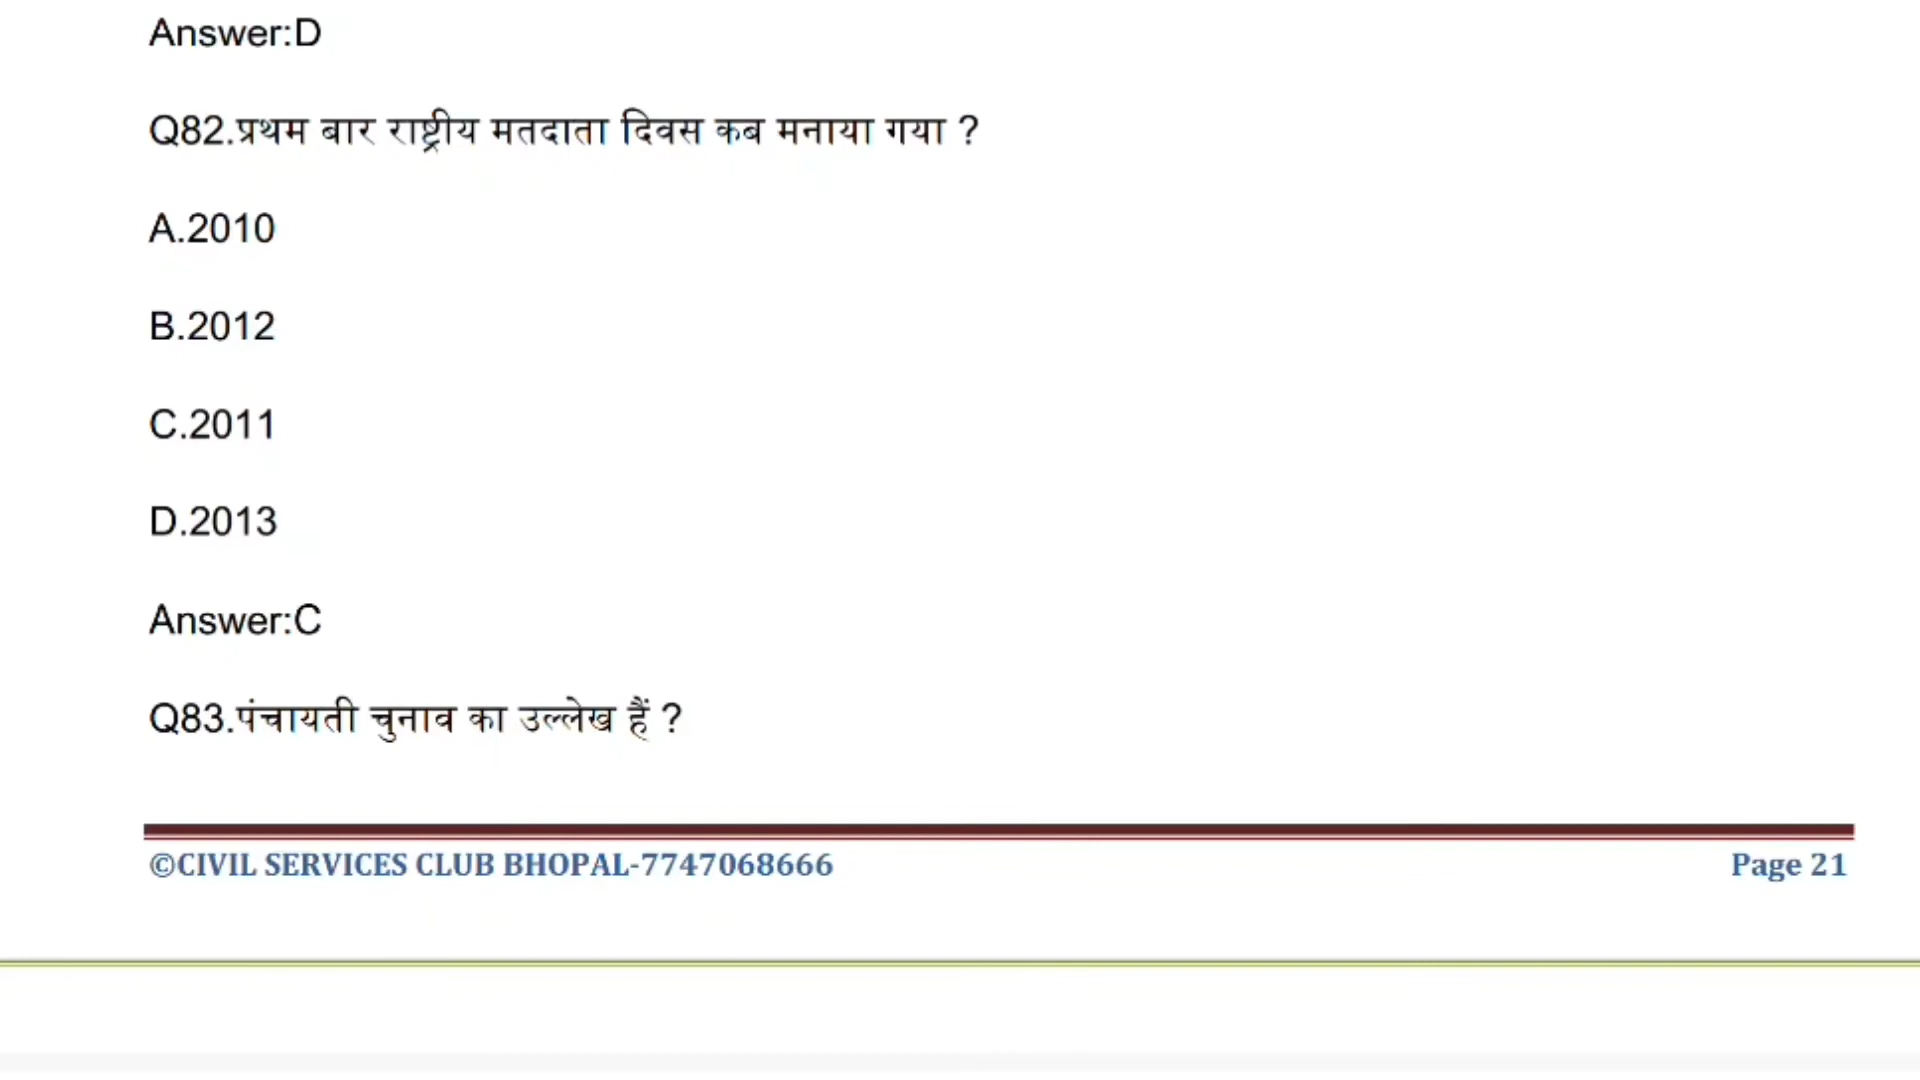 Answer:D
Q82.प्रथम बार राष्ट्रीय मतदाता दिवस कब मनाया गया ?
A.2010
B.2012
C.2011
D.2013
Answer:C
Q83.पंचायती चुनाव का उल्लेख हैं ?
©CIVIL SERVICES CLUB BHOPAL-7747068666 Page 21